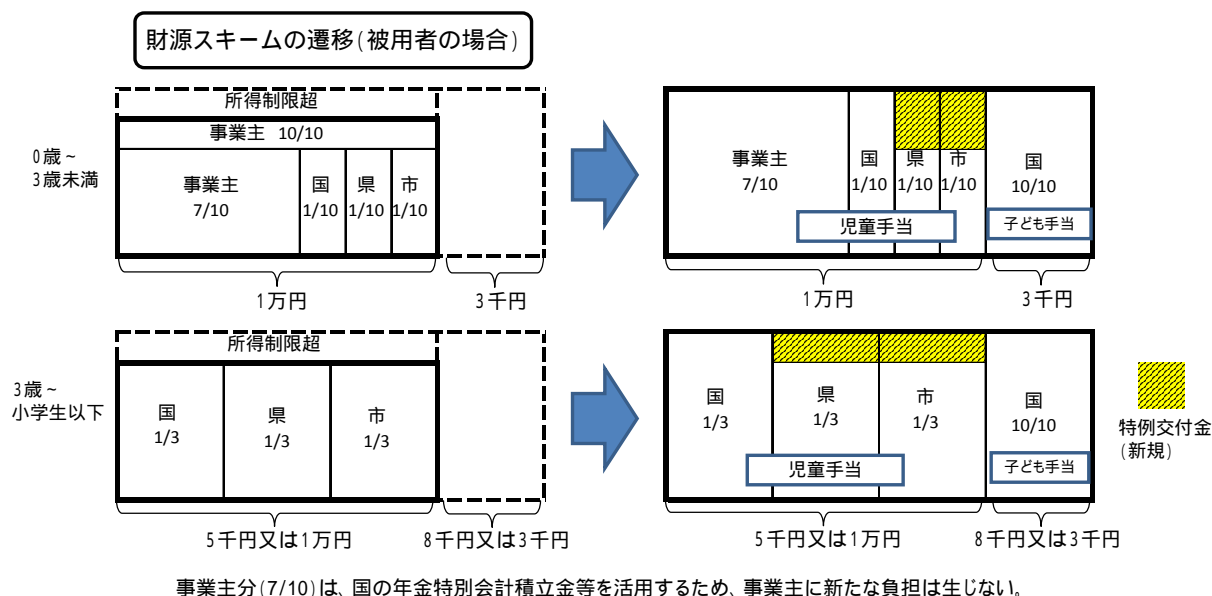 財源スキームの遷移(被用者の場合)
0歳~
3歳未満
所得制限超
事業主 10/10
事業主
7/10
国
1/10
県
1/10
市
1/10
1万円
3千円
事業主
7/10
国
1/10
県
1/10
市
1/10
国
10/10
児童手当
子ども手当
1万円
3千円
3歳~
小学生以下
所得制限超
国
1/3
県
1/3
市
1/3
5千円又は1万円
8千円又は3千円
国
1/3
県
1/3
市
1/3
国
10/10
児童手当
子ども手当
5千円又は1万円
8千円又は3千円
特例交付金
(新規)
事業主分(7/10)は、国の年金特別会計積立金等を活用するため、事業主に新たな負担は生じない。